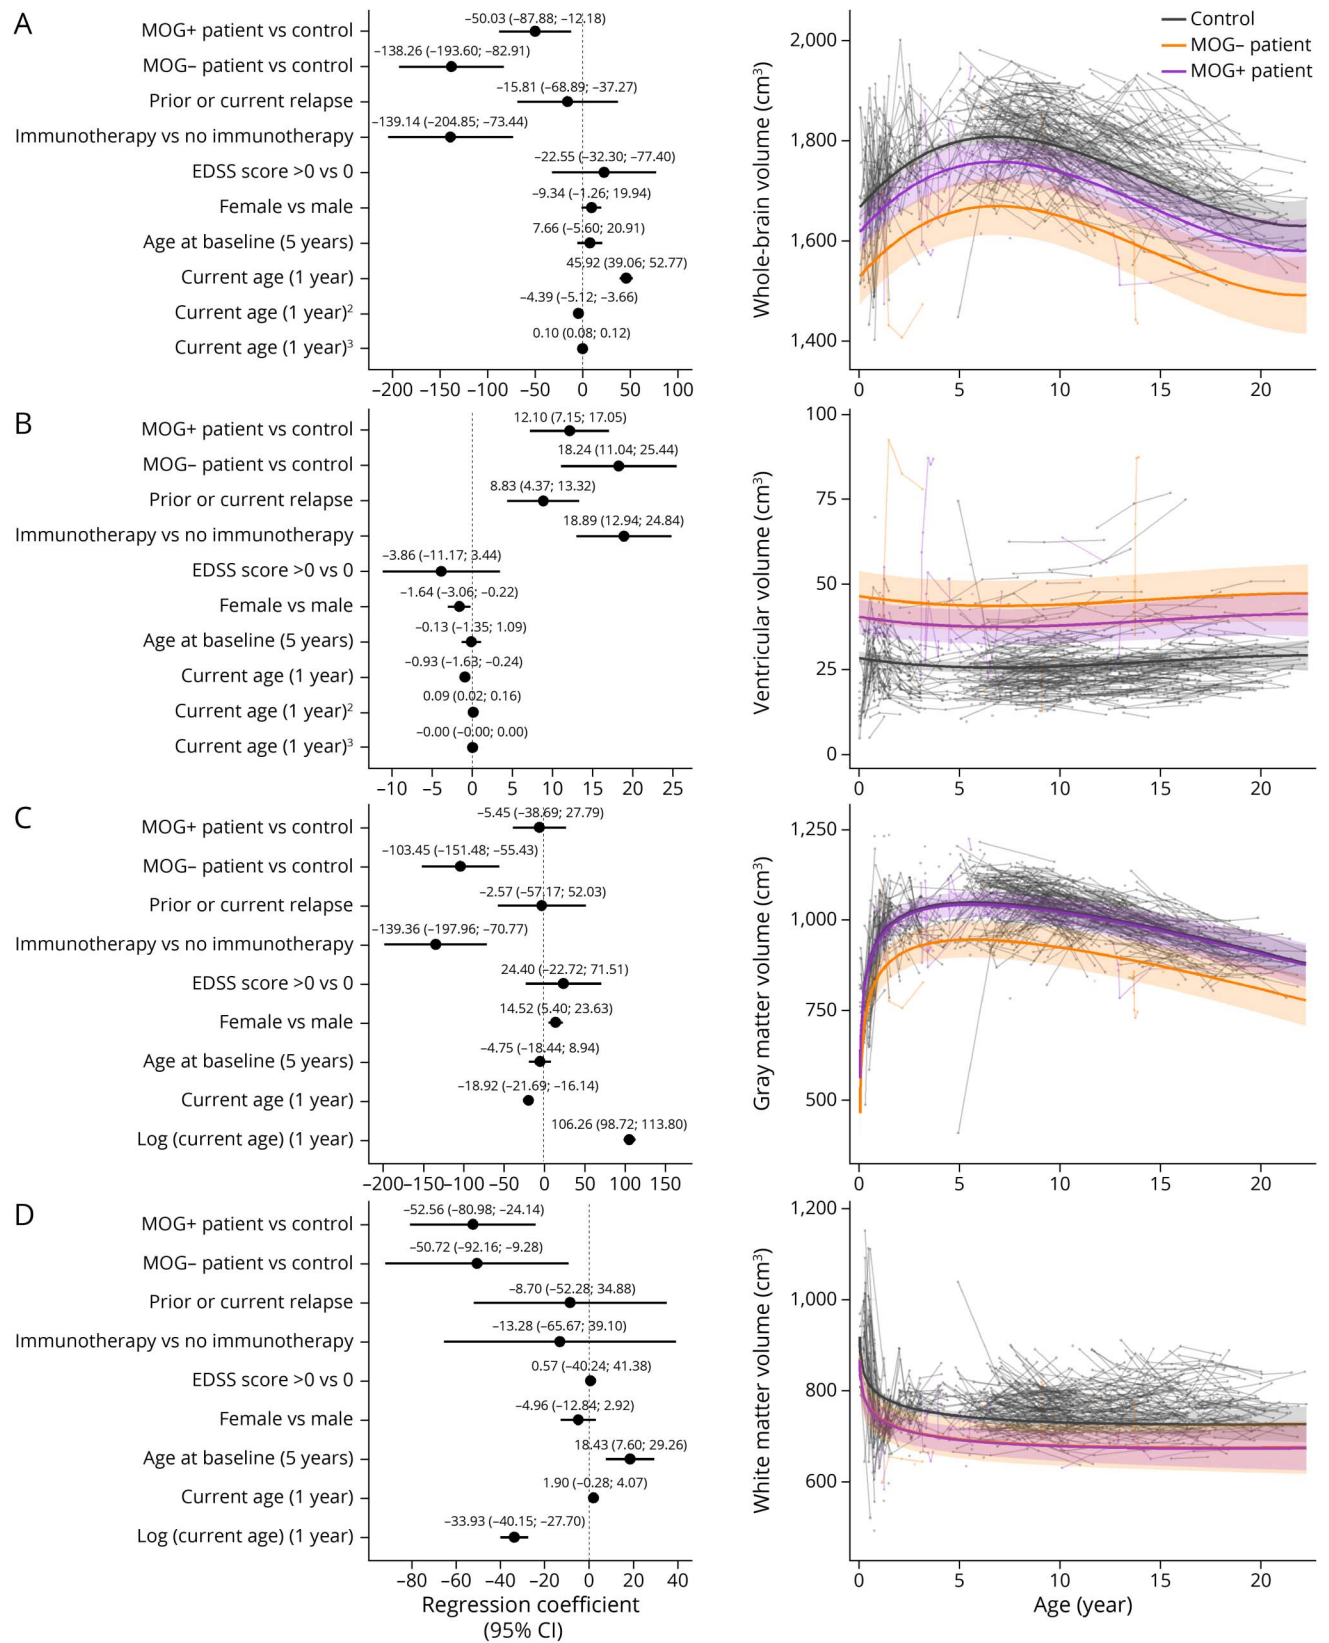 A
MOG+ patient vs control
MOG– patient vs control
Prior or current relapse
Immunotherapy vs no immunotherapy
EDSS score >0 vs 0
Female vs male
Age at baseline (5 years)
Current age (1 year)
Current age (1 year)²
Current age (1 year)³
–50.03 (–87.88; –12.18)
–138.26 (–193.60; –82.91)
–15.81 (–68.89; –37.27)
–139.14 (–204.85; –73.44)
–22.55 (–32.30; –77.40)
–9.34 (–1.26; 19.94)
7.66 (–5.60; 20.91)
45.92 (39.06; 52.77)
–4.39 (–5.12; –3.66)
0.10 (0.08; 0.12)
–200 –150 –100 –50 0 50 100
Whole-brain volume (cm³)
2,000
1,800
1,600
1,400
0 5 10 15 20
Control
MOG– patient
MOG+ patient
B
MOG+ patient vs control
MOG– patient vs control
Prior or current relapse
Immunotherapy vs no immunotherapy
EDSS score >0 vs 0
Female vs male
Age at baseline (5 years)
Current age (1 year)
Current age (1 year)²
Current age (1 year)³
12.10 (7.15; 17.05)
18.24 (11.04; 25.44)
8.83 (4.37; 13.32)
18.89 (12.94; 24.84)
–3.86 (–11.17; 3.44)
–1.64 (–3.06; –0.22)
–0.13 (–1.35; 1.09)
–0.93 (–1.63; –0.24)
0.09 (0.02; 0.16)
–0.00 (–0.00; 0.00)
–10 –5 0 5 10 15 20 25
Ventricular volume (cm³)
100
75
50
25
0
0 5 10 15 20
C
MOG+ patient vs control
MOG– patient vs control
Prior or current relapse
Immunotherapy vs no immunotherapy
EDSS score >0 vs 0
Female vs male
Age at baseline (5 years)
Current age (1 year)
Log (current age) (1 year)
–5.45 (–38.69; 27.79)
–103.45 (–151.48; –55.43)
–2.57 (–57.17; 52.03)
–139.36 (–197.96; –70.77)
24.40 (–22.72; 71.51)
14.52 (5.40; 23.63)
–4.75 (–18.44; 8.94)
–18.92 (–21.69; –16.14)
106.26 (98.72; 113.80)
–200 –150 –100 –50 0 50 100 150
Gray matter volume (cm³)
1,250
1,000
750
500
0 5 10 15 20
D
MOG+ patient vs control
MOG– patient vs control
Prior or current relapse
Immunotherapy vs no immunotherapy
EDSS score >0 vs 0
Female vs male
Age at baseline (5 years)
Current age (1 year)
Log (current age) (1 year)
–52.56 (–80.98; –24.14)
–50.72 (–92.16; –9.28)
–8.70 (–52.28; 34.88)
–13.28 (–65.67; 39.10)
0.57 (–40.24; 41.38)
–4.96 (–12.84; 2.92)
18.43 (7.60; 29.26)
1.90 (–0.28; 4.07)
–33.93 (–40.15; –27.70)
–80 –60 –40 –20 0 20 40
Regression coefficient
(95% CI)
White matter volume (cm³)
1,200
1,000
800
600
0 5 10 15 20
Age (year)